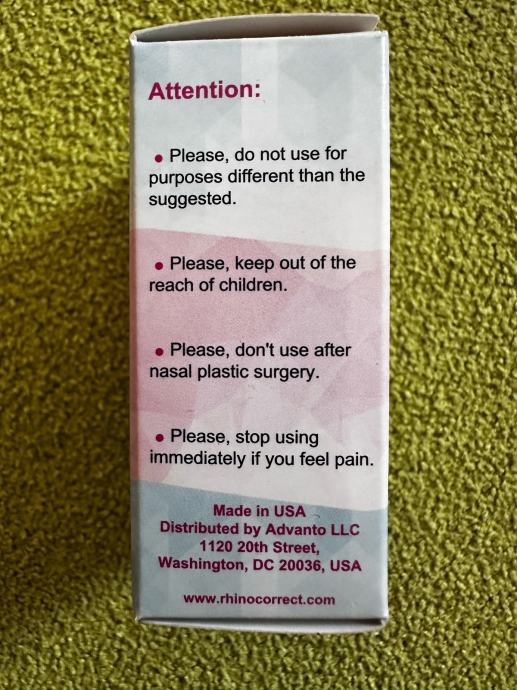 Attention:
• Please, do not use for
purposes different than the
suggested.
• Please, keep out of the
reach of children.
• Please, don't use after
nasal plastic surgery.
• Please, stop using
immediately if you feel pain.
Made in USA
Distributed by Advanto LLC
1120 20th Street,
Washington, DC 20036, USA
www.rhinocorrect.com